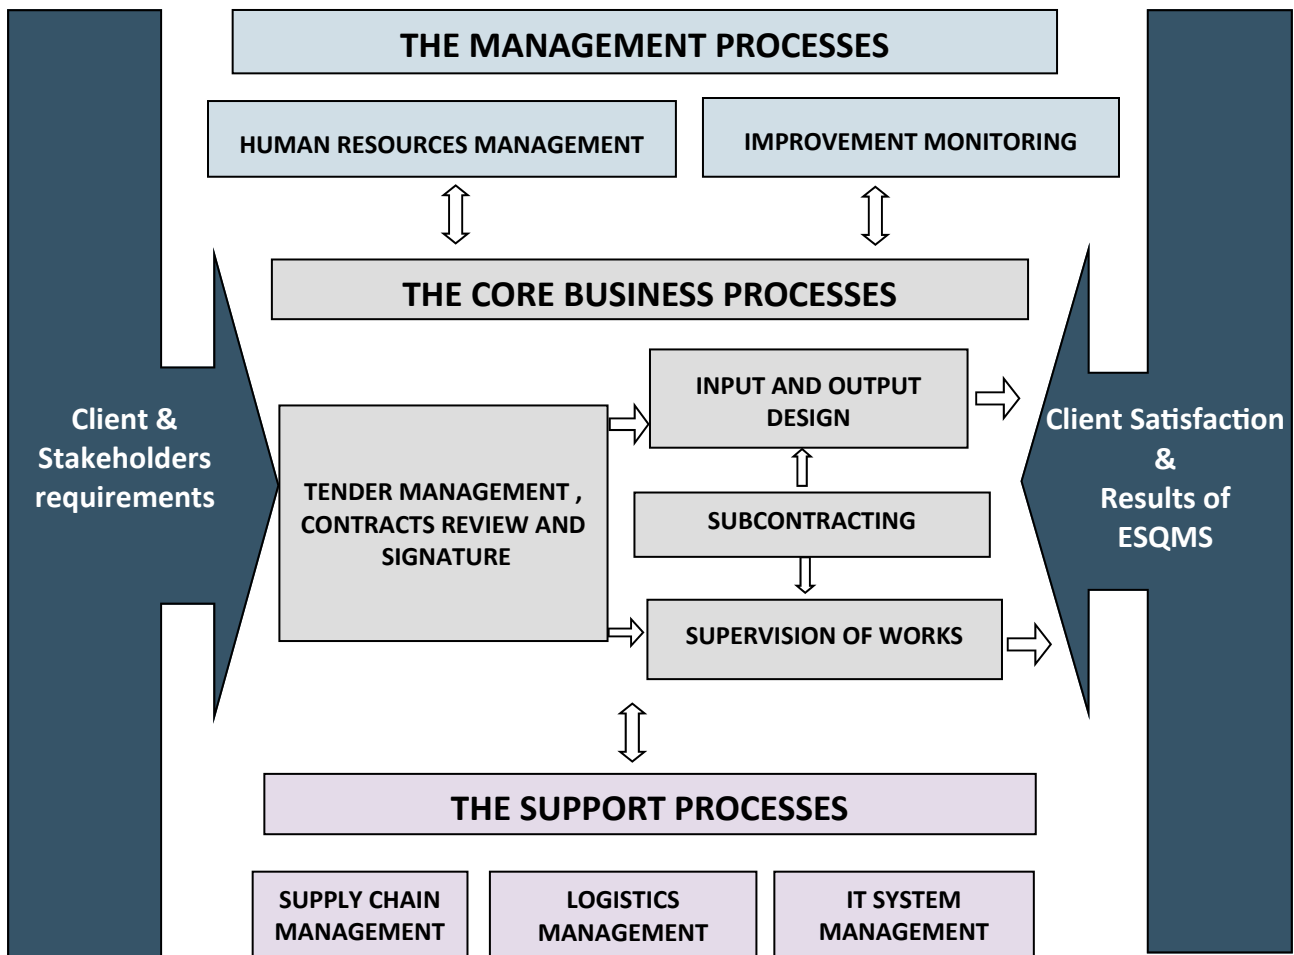 THE MANAGEMENT PROCESSES
HUMAN RESOURCES MANAGEMENT
IMPROVEMENT MONITORING
THE CORE BUSINESS PROCESSES
Client &
Stakeholders
requirements
TENDER MANAGEMENT ,
CONTRACTS REVIEW AND
SIGNATURE
INPUT AND OUTPUT
DESIGN
SUBCONTRACTING
SUPERVISION OF WORKS
Client Satisfaction
&
Results of
ESQMS
THE SUPPORT PROCESSES
SUPPLY CHAIN
MANAGEMENT
LOGISTICS
MANAGEMENT
IT SYSTEM
MANAGEMENT